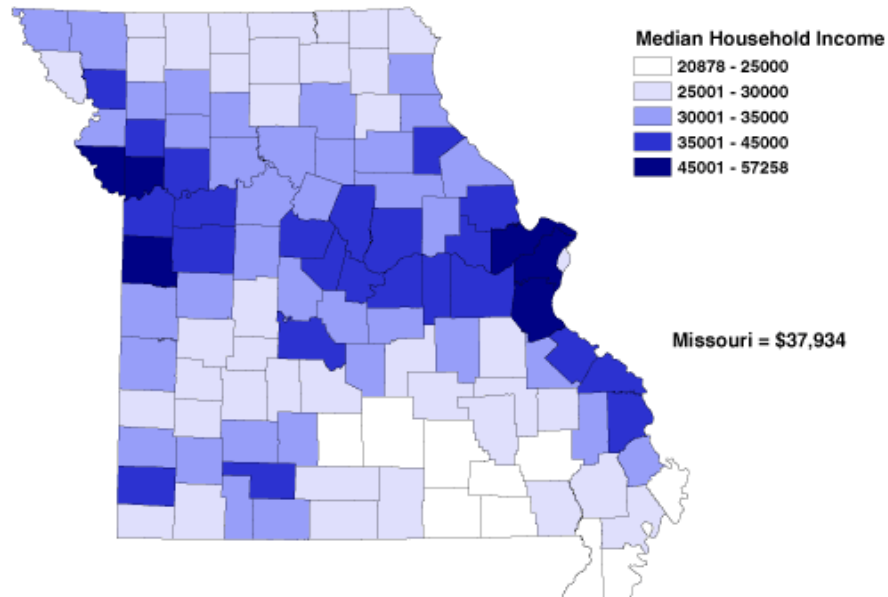 Median Household Income
20878 - 25000
25001 - 30000
30001 - 35000
35001 - 45000
45001 - 57258
Missouri = $37,934